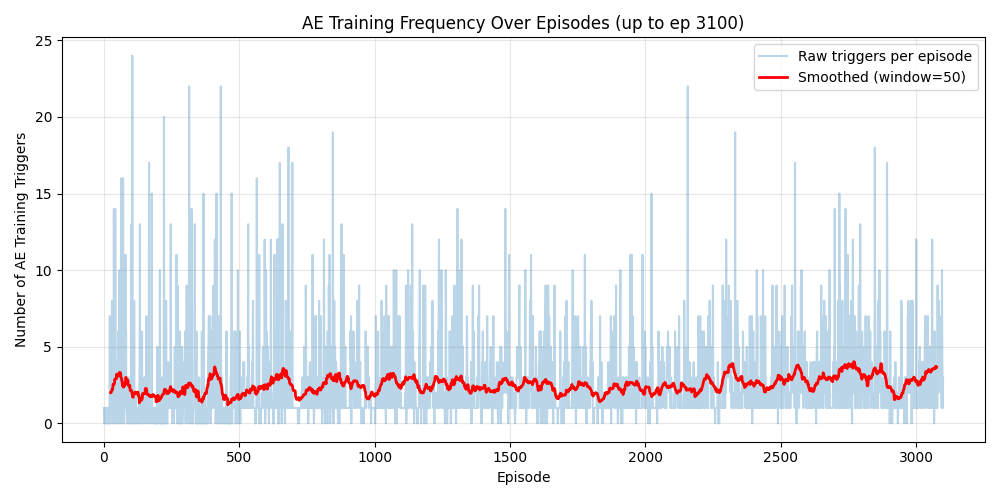 AE Training Frequency Over Episodes (up to ep 3100)
Raw triggers per episode
Smoothed (window=50)
Number of AE Training Triggers
25
20
15
10
5
0
0 500 1000 1500 2000 2500 3000
Episode